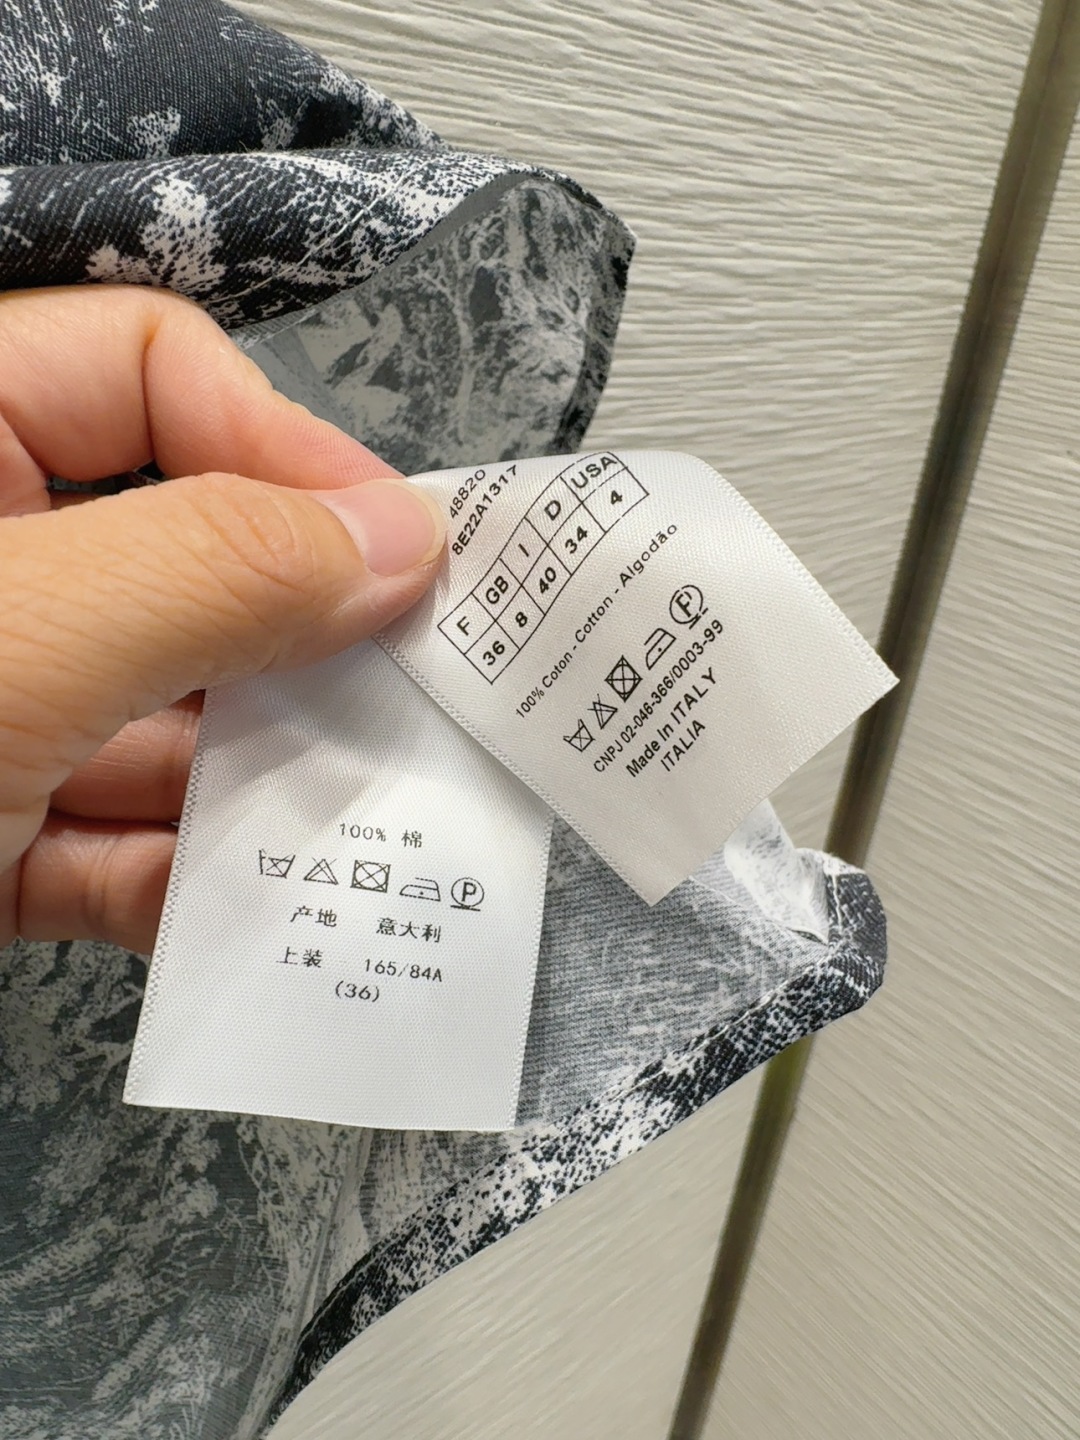 48820
8E22A1317
F GB I D USA
36 8 40 34 4
100% Coton - Cotton - Algodão
P
CNPJ 02-046-366/0003-99
Made In ITALY
ITALIA
100% 棉
P
产地 意大利
上装 165/84A
(36)